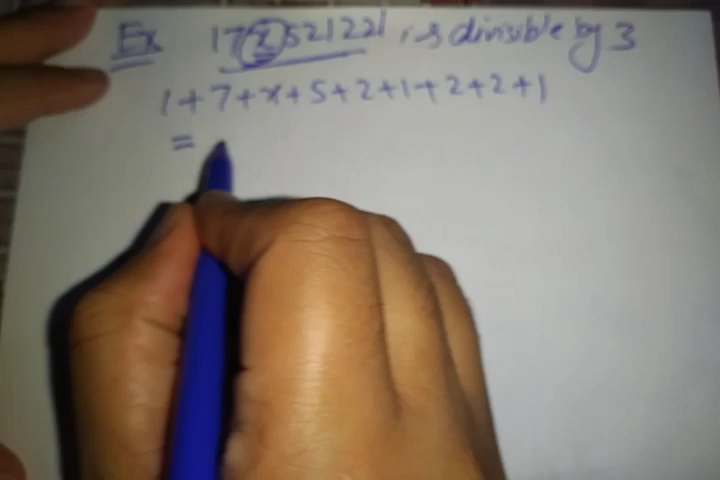 Ex 17x521221 is divisible by 3
1+7+x+5+2+1+2+2+1
=